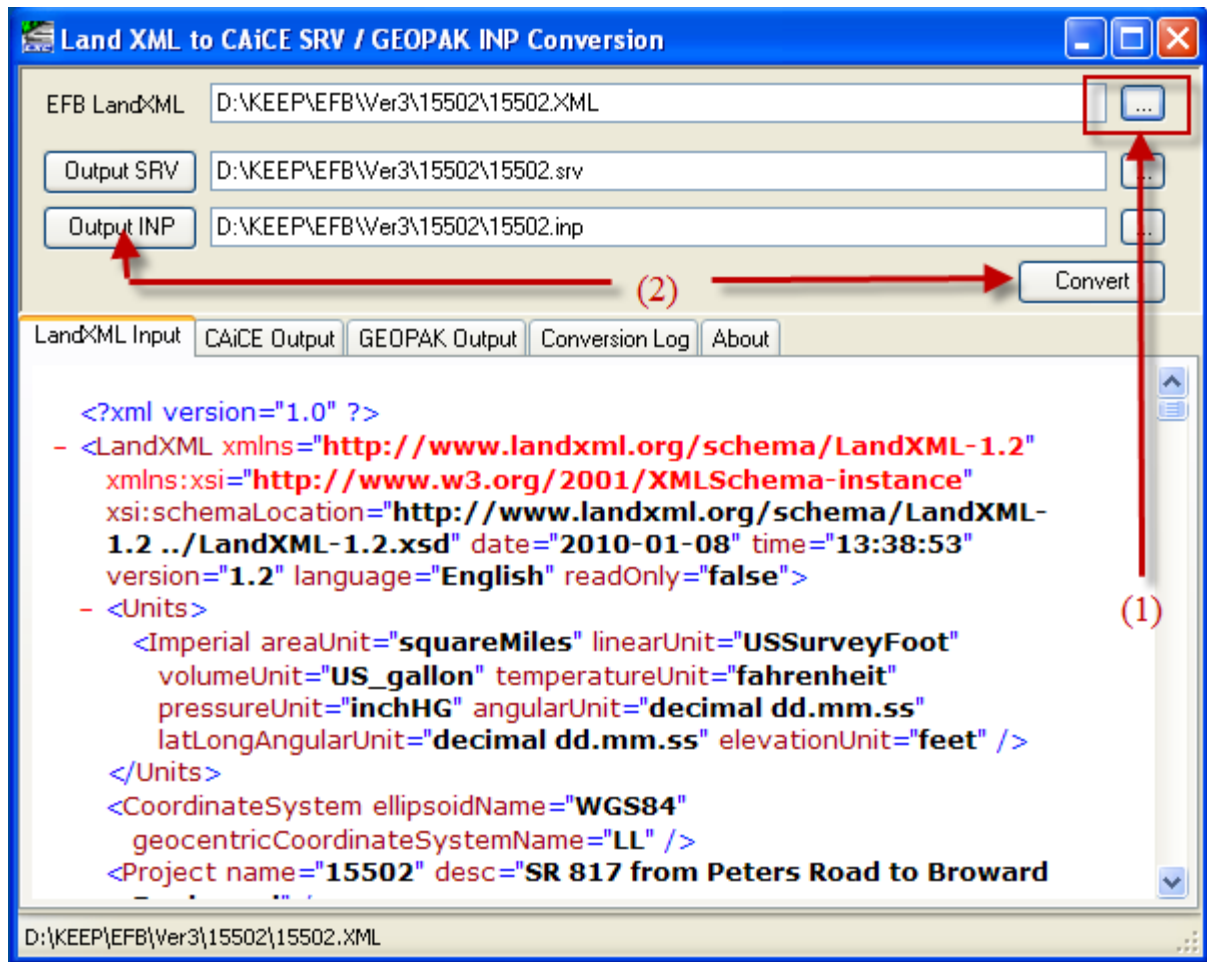 Land XML to CAiCE SRV / GEOPAK INP Conversion
EFB LandXML D:\KEEP\EFB\Ver3\15502\15502.XML ...
Output SRV D:\KEEP\EFB\Ver3\15502\15502.srv ...
Output INP D:\KEEP\EFB\Ver3\15502\15502.inp ...
(2) Convert
LandXML Input CAiCE Output GEOPAK Output Conversion Log About
<?xml version="1.0" ?>
- <LandXML xmlns="http://www.landxml.org/schema/LandXML-1.2"
xmlns:xsi="http://www.w3.org/2001/XMLSchema-instance"
xsi:schemaLocation="http://www.landxml.org/schema/LandXML-
1.2 ../LandXML-1.2.xsd" date="2010-01-08" time="13:38:53"
version="1.2" language="English" readOnly="false">
- <Units>
(1)
<Imperial areaUnit="squareMiles" linearUnit="USSurveyFoot"
volumeUnit="US_gallon" temperatureUnit="fahrenheit"
pressureUnit="inchHG" angularUnit="decimal dd.mm.ss"
latLongAngularUnit="decimal dd.mm.ss" elevationUnit="feet" />
</Units>
<CoordinateSystem ellipsoidName="WGS84"
geocentricCoordinateSystemName="LL" />
<Project name="15502" desc="SR 817 from Peters Road to Broward
D:\KEEP\EFB\Ver3\15502\15502.XML